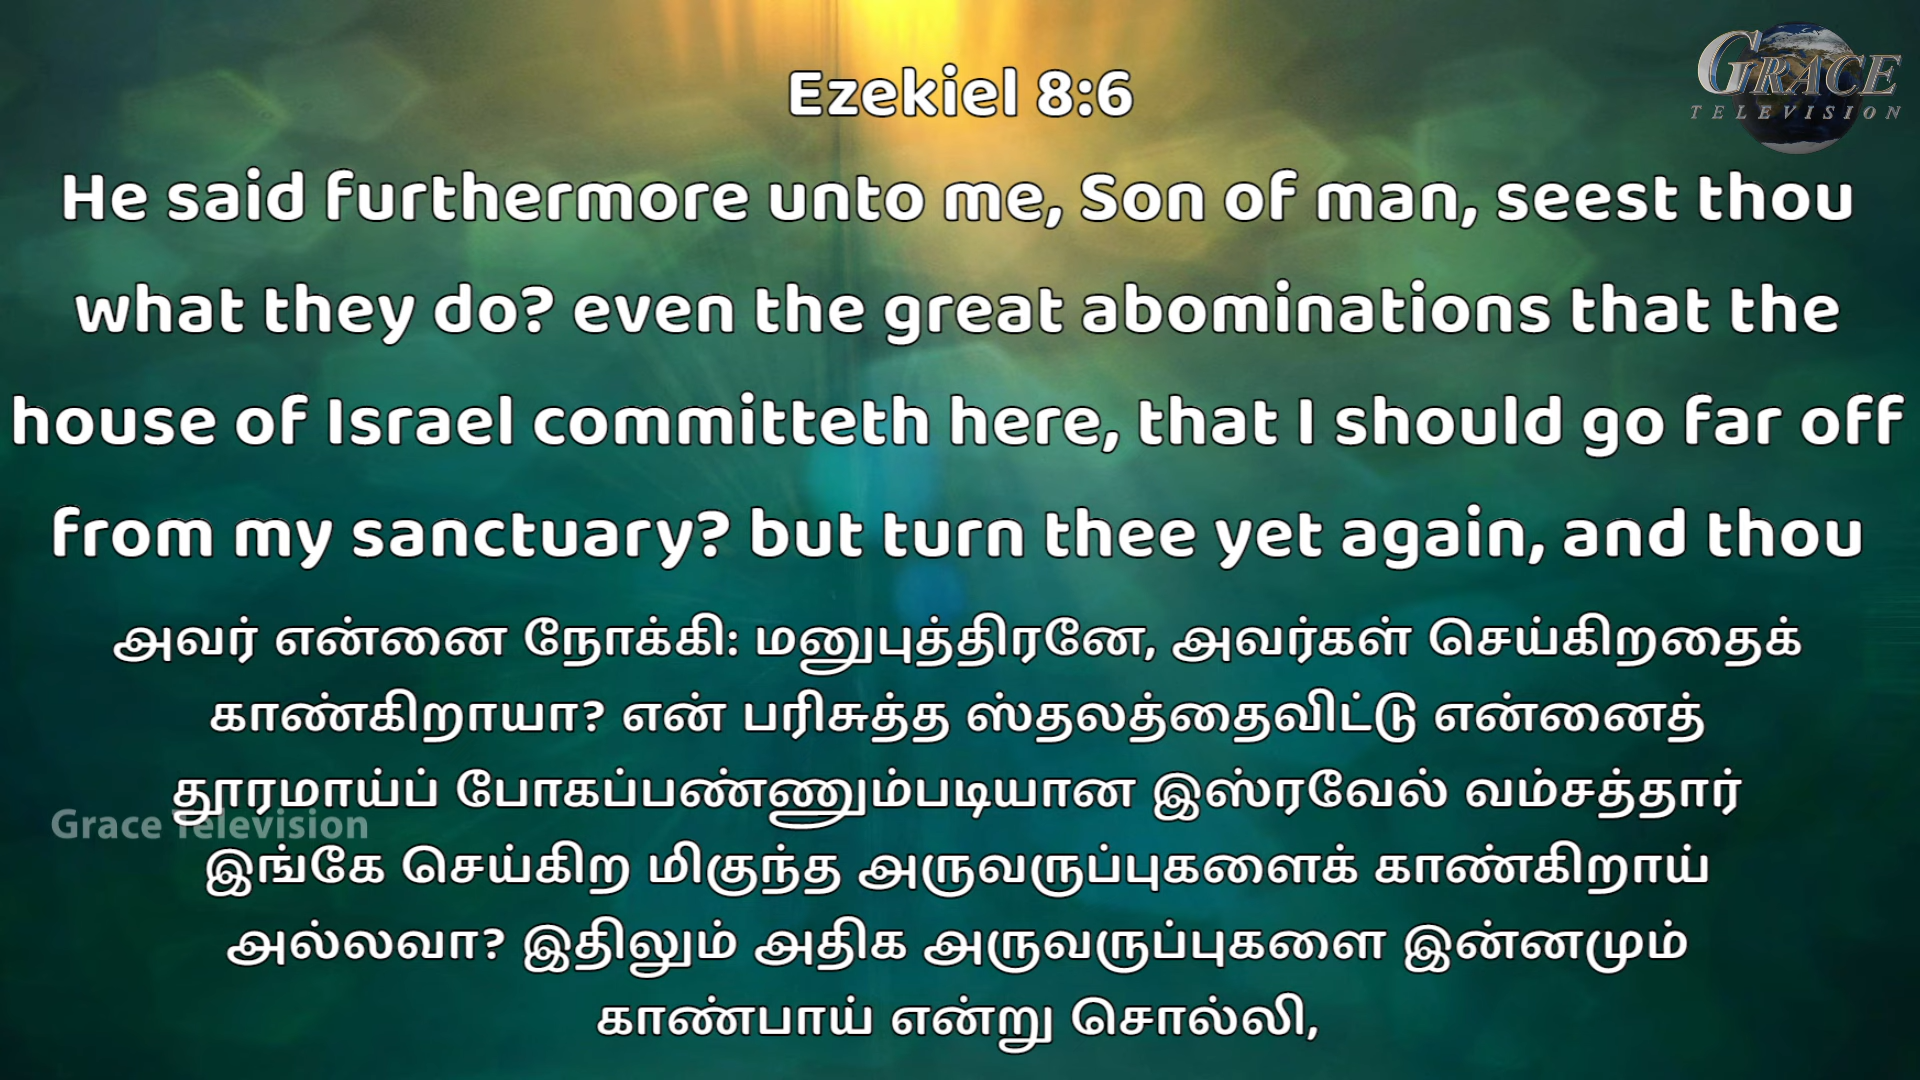 GRACE
TELEVISION
Ezekiel 8:6
He said furthermore unto me, Son of man, seest thou
what they do? even the great abominations that the
house of Israel committeth here, that I should go far off
from my sanctuary? but turn thee yet again, and thou
அவர் என்னை நோக்கி: மனுபுத்திரனே, அவர்கள் செய்கிறதைக்
காண்கிறாயா? என் பரிசுத்த ஸ்தலத்தைவிட்டு என்னைத்
தூரமாய்ப் போகப்பண்ணும்படியான இஸ்ரவேல் வம்சத்தார்
Grace Television
இங்கே செய்கிற மிகுந்த அருவருப்புகளைக் காண்கிறாய்
அல்லவா? இதிலும் அதிக அருவருப்புகளை இன்னமும்
காண்பாய் என்று சொல்லி,